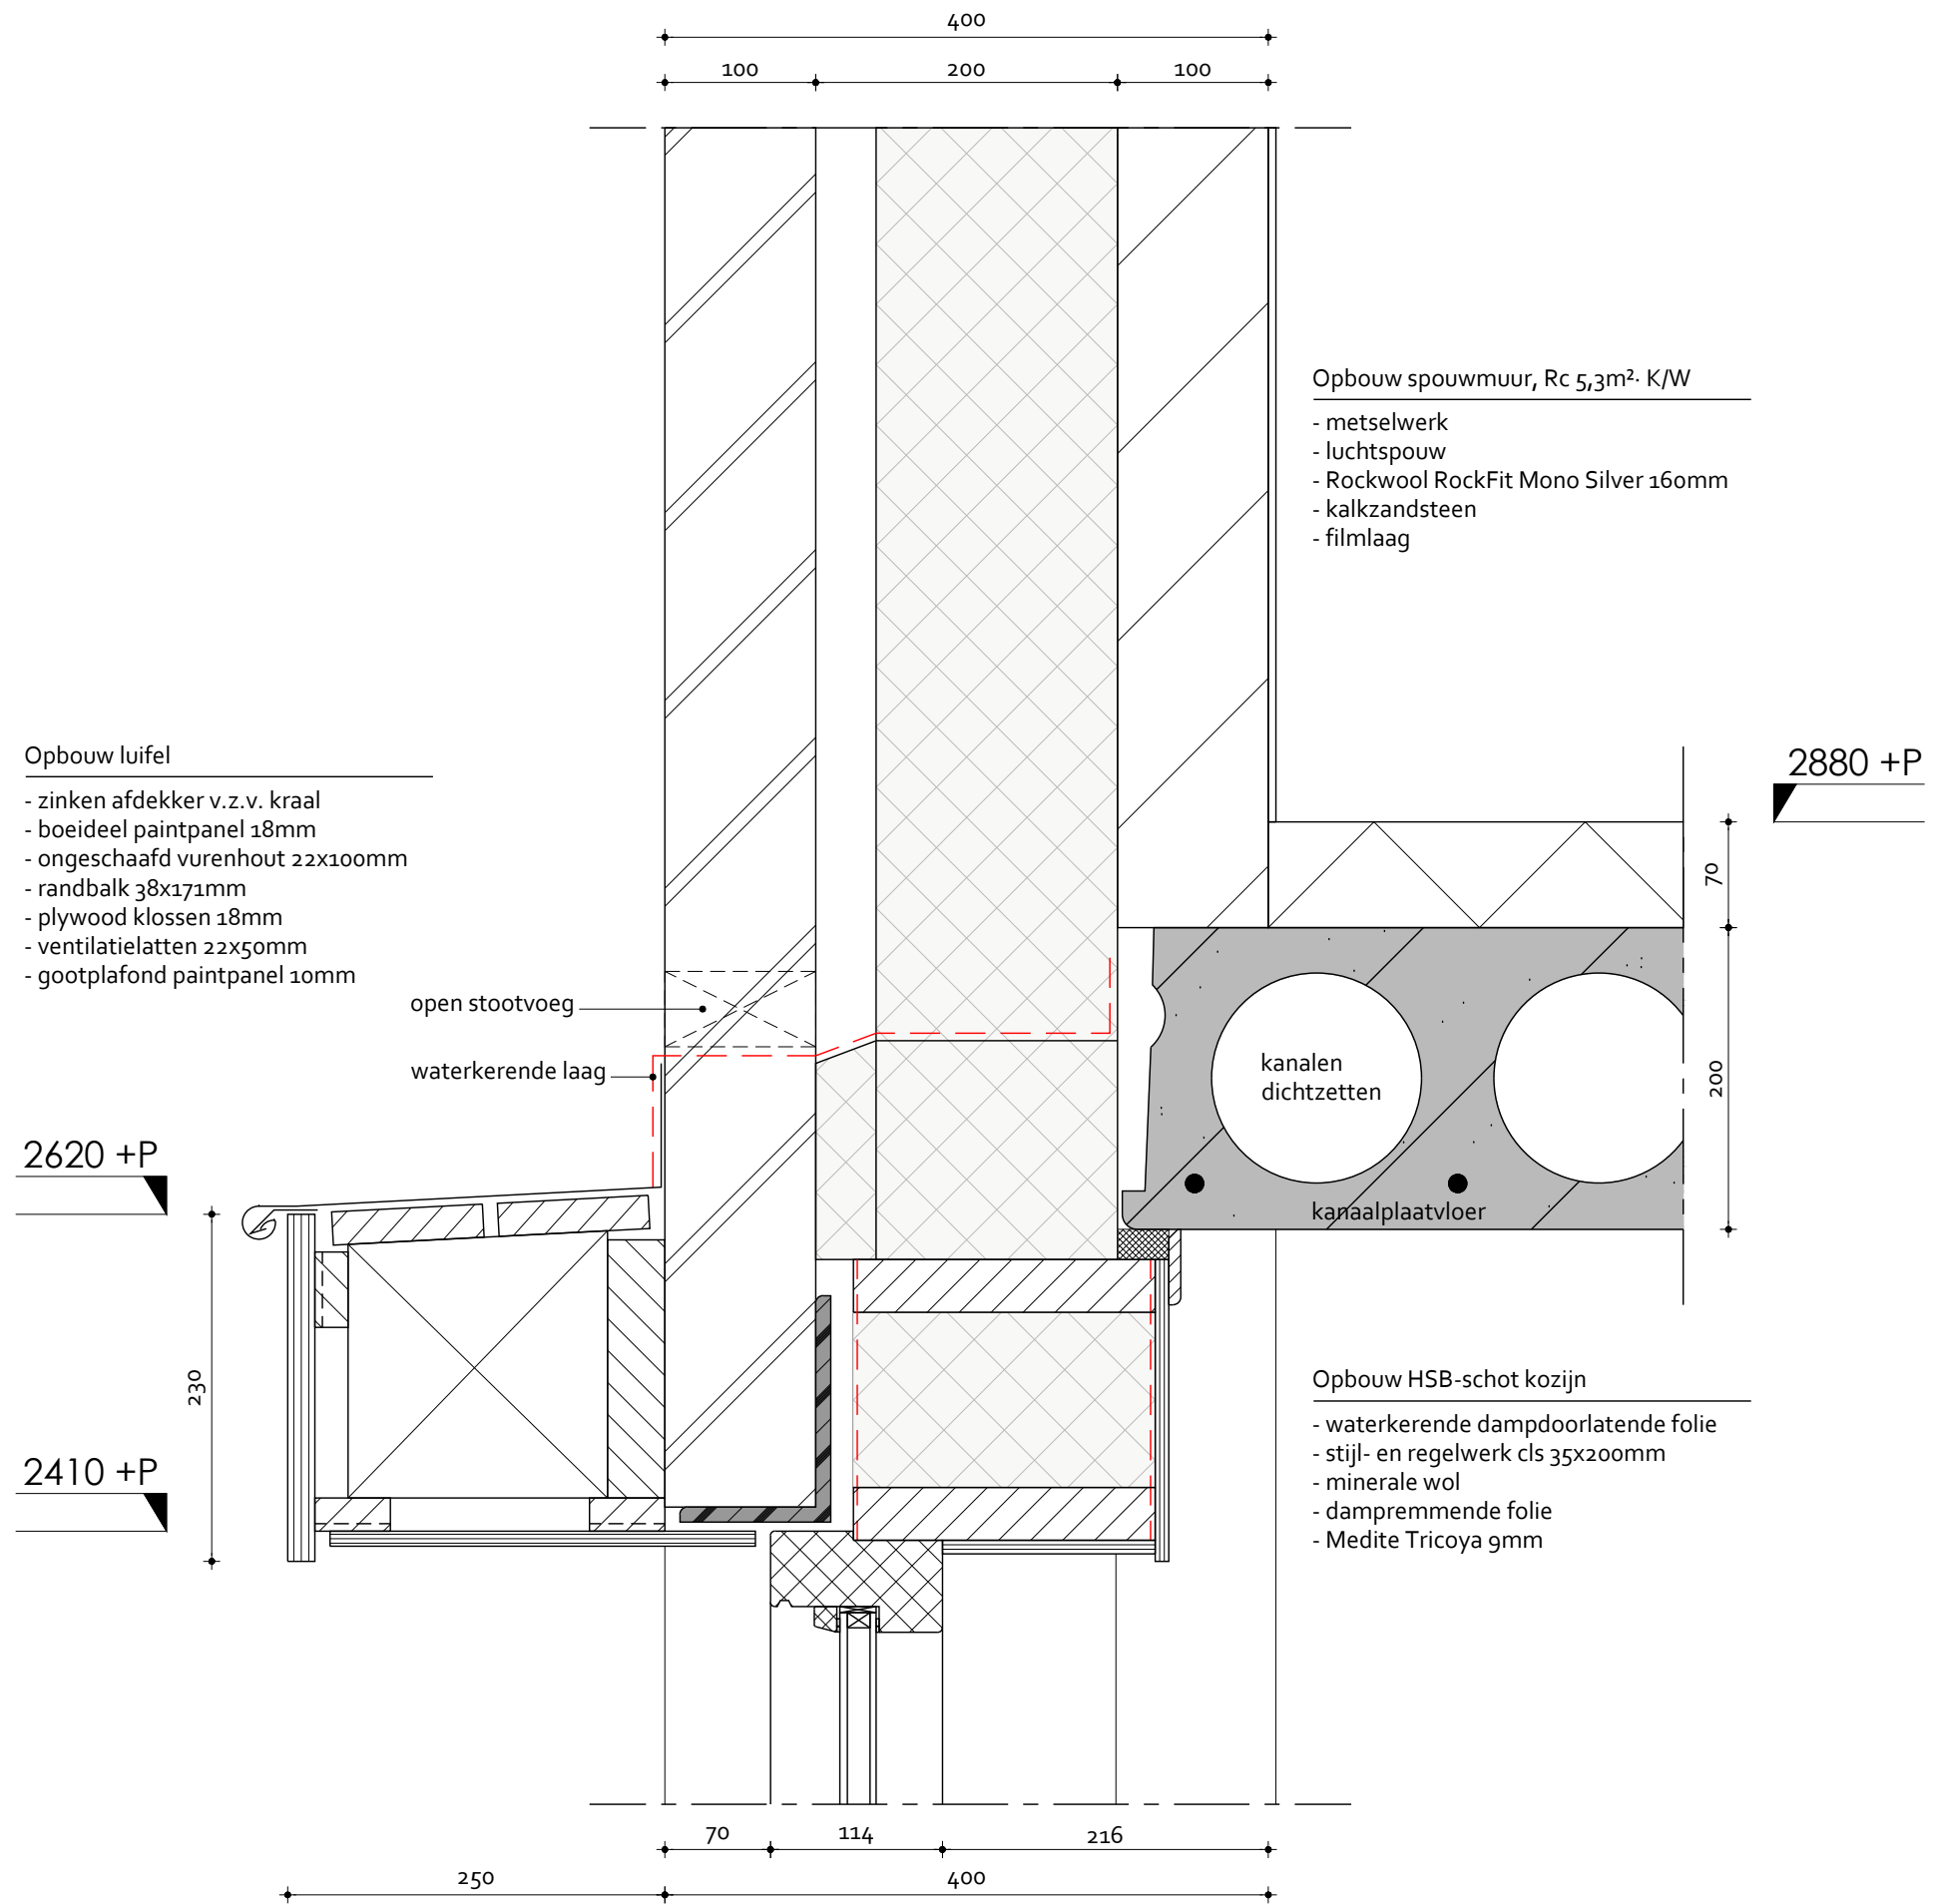 400
100
200
100
Opbouw spouwmuur, Rc 5,3m²· K/W
- metselwerk
- luchtspouw
- Rockwool RockFit Mono Silver 160mm
- kalkzandsteen
- filmlaag
Opbouw luifel
- zinken afdekker v.z.v. kraal
- boeideel paintpanel 18mm
- ongeschaafd vurenhout 22x100mm
- randbalk 38x171mm
- plywood klossen 18mm
- ventilatielatten 22x50mm
- gootplafond paintpanel 10mm
2880 +P
70
open stootvoeg
waterkerende laag
kanalen
dichtzetten
200
2620 +P
kanaalplaatvloer
230
Opbouw HSB-schot kozijn
- waterkerende dampdoorlatende folie
- stijl- en regelwerk cls 35x200mm
- minerale wol
- dampremmende folie
- Medite Tricoya 9mm
2410 +P
70
114
216
250
400